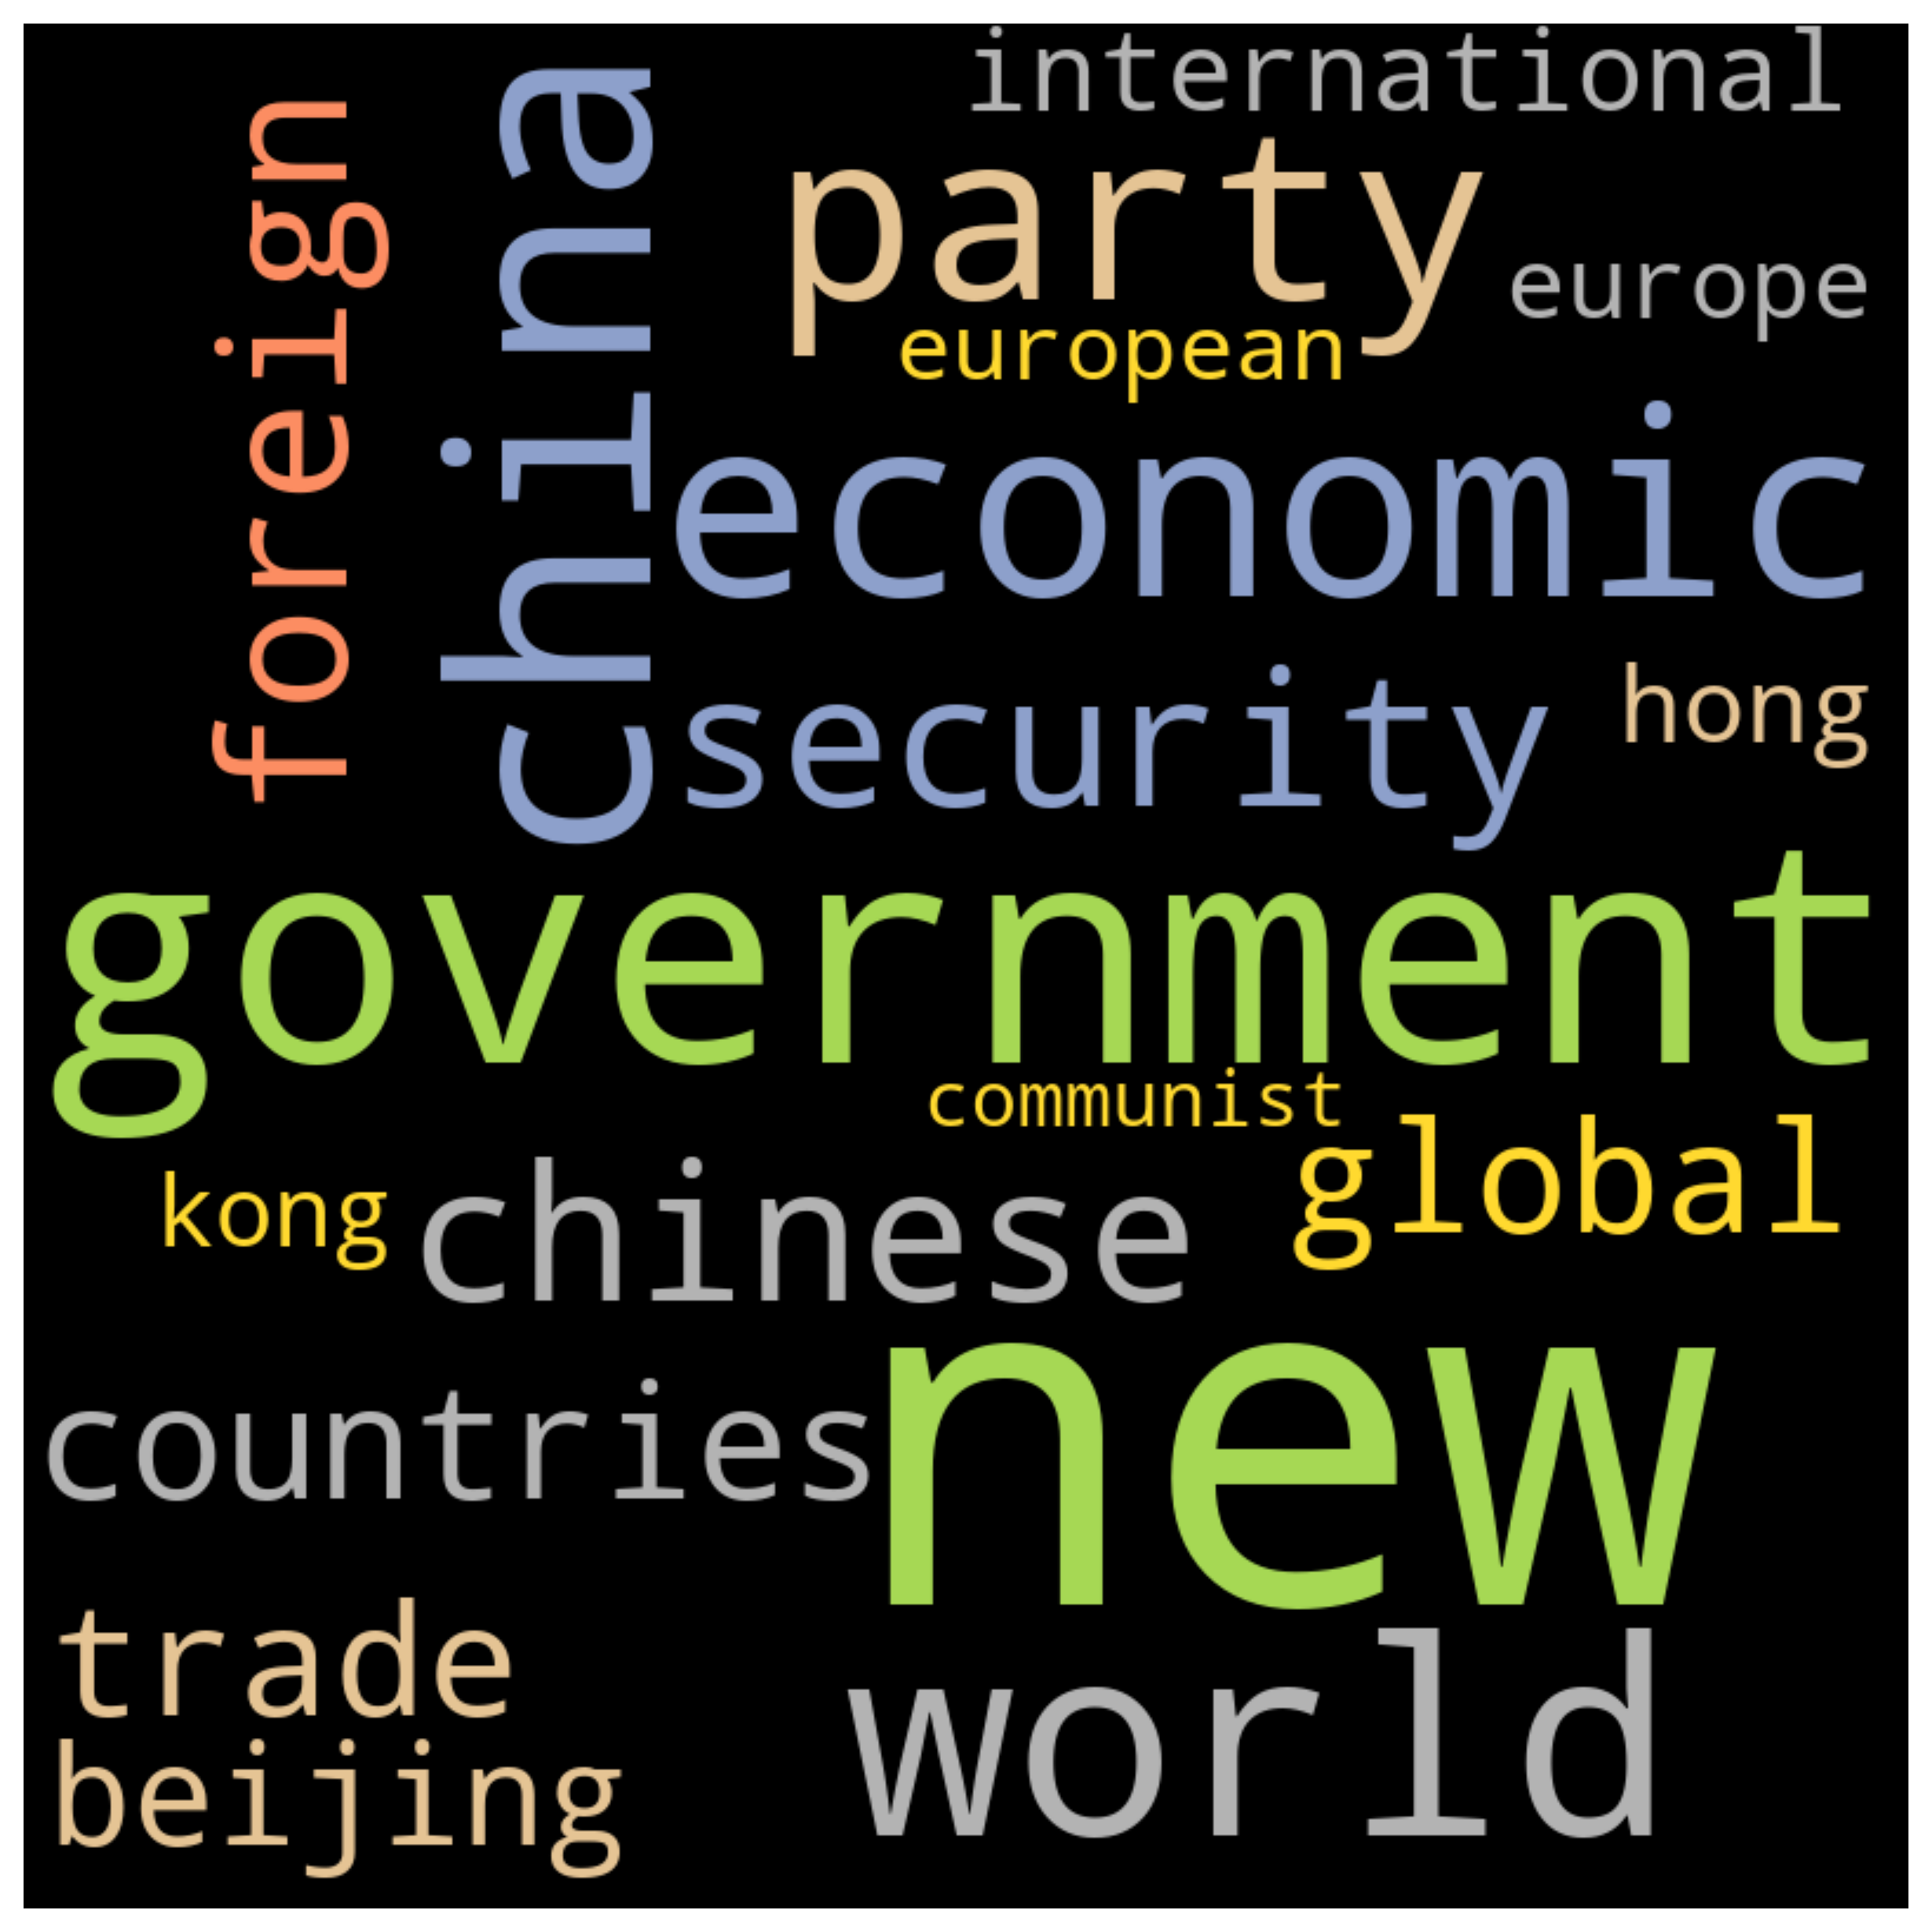 international
foreign
china
party
europe
european
economic
security
hong
government
communist
global
kong
chinese
countries
new
trade
world
beijing